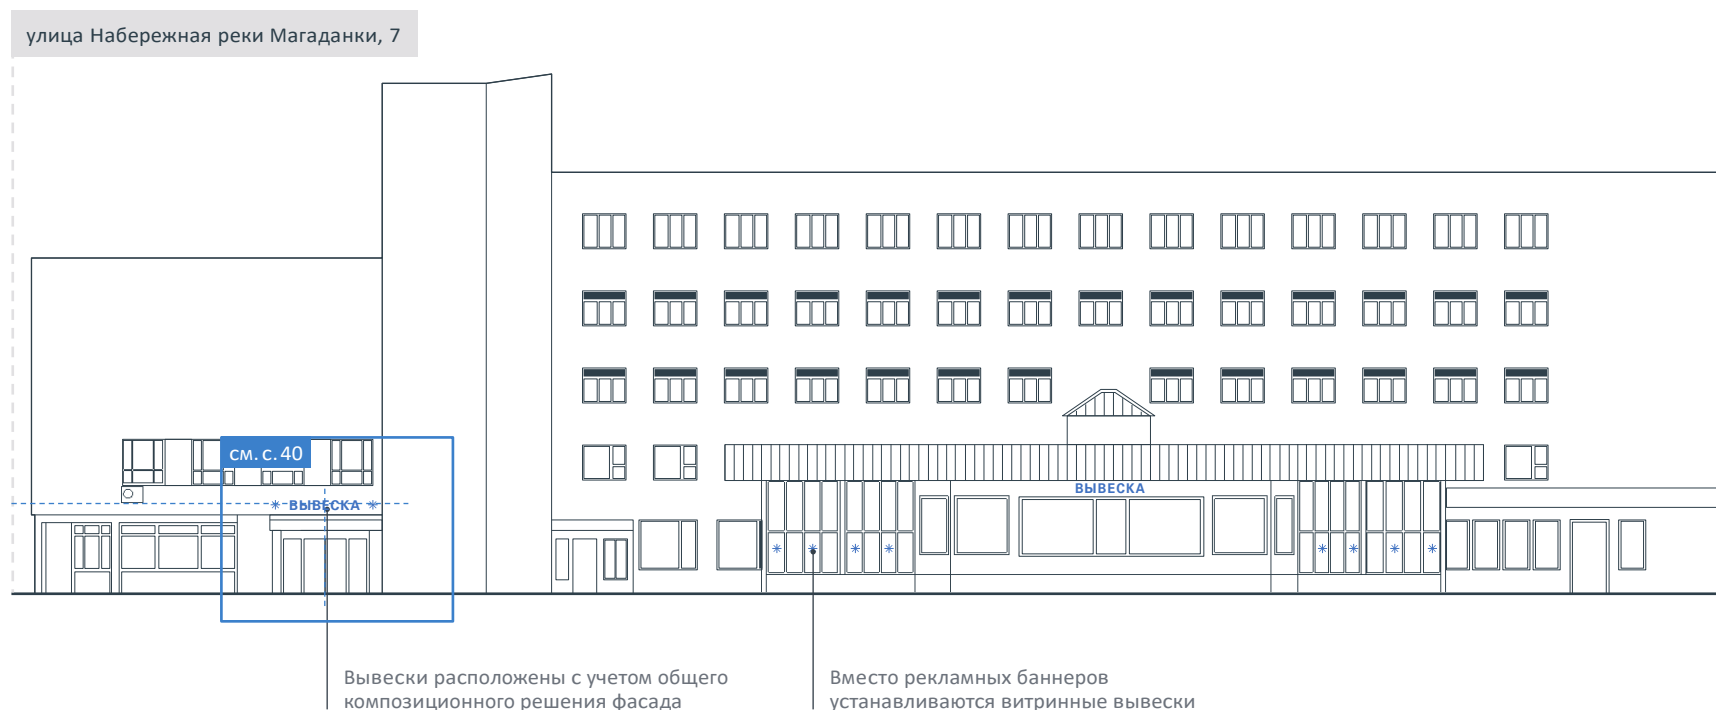 улица Набережная реки Магаданки, 7
см. с. 40
* ВЫВЕСКА *
ВЫВЕСКА
* * * * * * * *
Вывески расположены с учетом общего
композиционного решения фасада
Вместо рекламных баннеров
устанавливаются витринные вывески